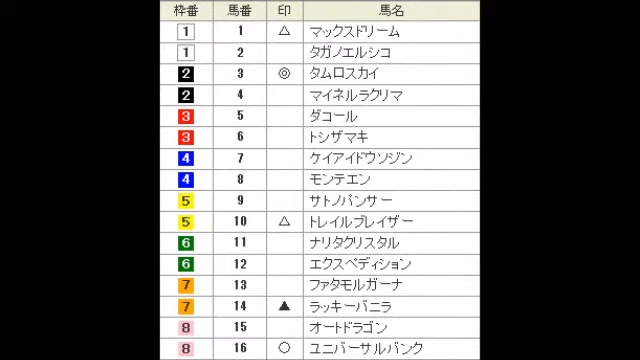 枠番 馬番 印 馬名
1 1 △ マックスドリーム
1 2 タガノエルシコ
2 3 ◎ タムロスカイ
2 4 マイネルラクリマ
3 5 ダコール
3 6 トシザマキ
4 7 ケイアイドウソジン
4 8 モンテエン
5 9 サトノパンサー
5 10 △ トレイルブレイザー
6 11 ナリタクリスタル
6 12 エクスペディション
7 13 ファタモルガーナ
7 14 ▲ ラッキーバニラ
8 15 オートドラゴン
8 16 ○ ユニバーサルバンク